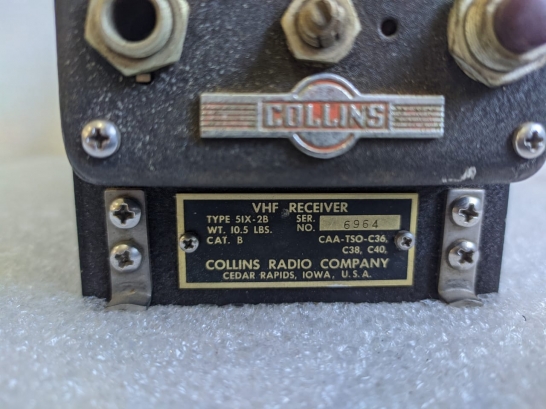 COLLINS
VHF RECEIVER
TYPE 51X-2B SER.
WT. 10.5 LBS. NO. 6964
CAT. B CAA-TSO-C36,
C38, C40,
COLLINS RADIO COMPANY
CEDAR RAPIDS, IOWA, U.S.A.